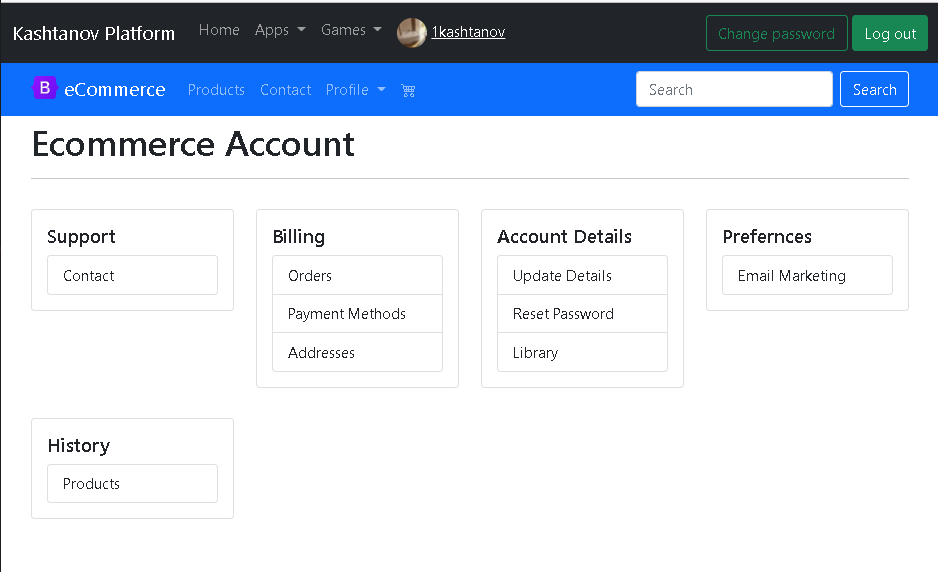 Kashtanov Platform Home Apps Games 1kashtanov Change password Log out
B eCommerce Products Contact Profile Search Search
Ecommerce Account
Support
Contact
Billing
Orders
Payment Methods
Addresses
Account Details
Update Details
Reset Password
Library
Prefernces
Email Marketing
History
Products